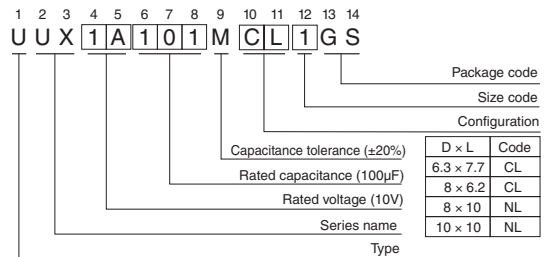 1 2 3 4 5 6 7 8 9 10 11 12 13 14
U U X 1 A 1 0 1 M C L 1 G S
Package code
Size code
Configuration
Capacitance tolerance (±20%)
Rated capacitance (100µF)
Rated voltage (10V)
Series name
Type
D × L Code
6.3 × 7.7 CL
8 × 6.2 CL
8 × 10 NL
10 × 10 NL